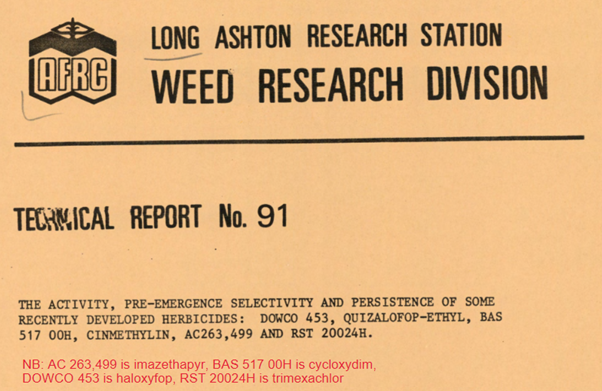 AFRC
LONG ASHTON RESEARCH STATION
WEED RESEARCH DIVISION
TECHNICAL REPORT No. 91
THE ACTIVITY, PRE-EMERGENCE SELECTIVITY AND PERSISTENCE OF SOME
RECENTLY DEVELOPED HERBICIDES: DOWCO 453, QUIZALOFOP-ETHYL, BAS
517 OOH, CINMETHYLIN, AC263,499 AND RST 20024H.
NB: AC 263,499 is imazethapyr, BAS 517 00H is cycloxydim,
DOWCO 453 is haloxyfop, RST 20024H is trimexachlor